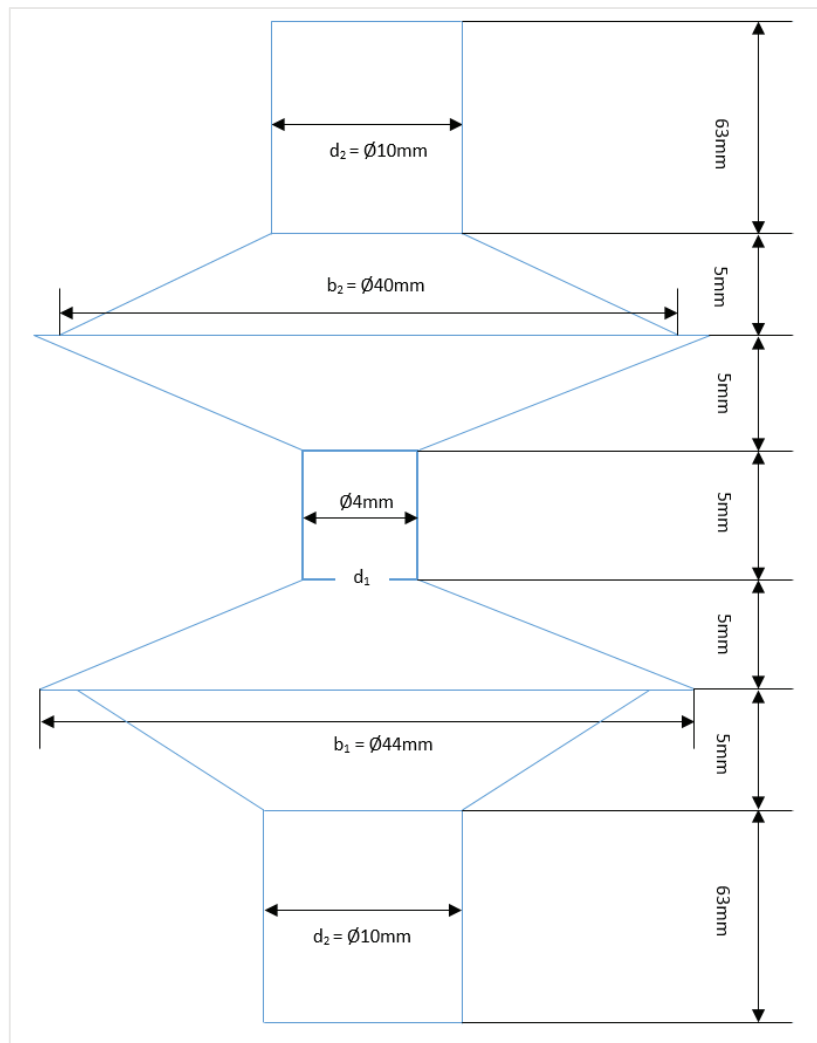 63mm
d₂ = Ø10mm
5mm
b₂ = Ø40mm
5mm
Ø4mm
5mm
d₁
5mm
b₁ = Ø44mm
5mm
63mm
d₂ = Ø10mm